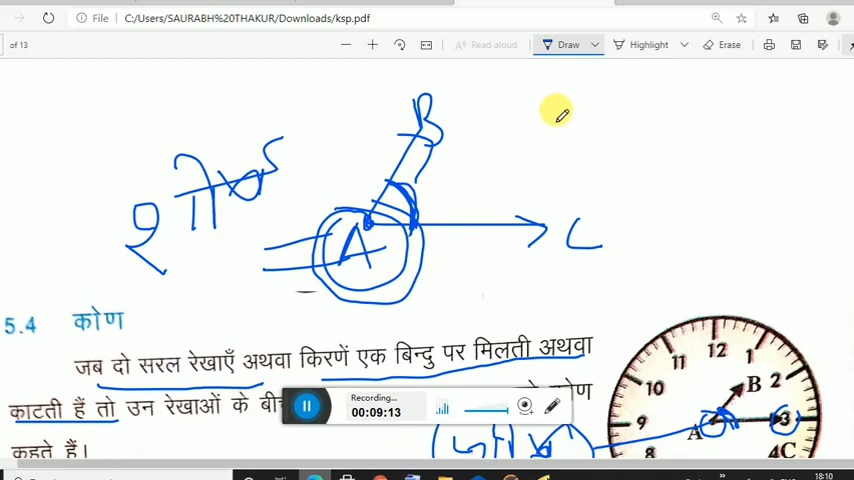 C:/Users/SAURABH%20THAKUR/Downloads/ksp.pdf
of 13
Read aloud
Draw
Highlight
Erase
B
A
C
5.4 कोण
जब दो सरल रेखाएँ अथवा किरणें एक बिन्दु पर मिलती अथवा
काटती हैं तो उन रेखाओं के
कोण
कहते हैं।
Recording...
00:09:13
12
11
1
10
2
B
9
A
3
8
4C
18:10